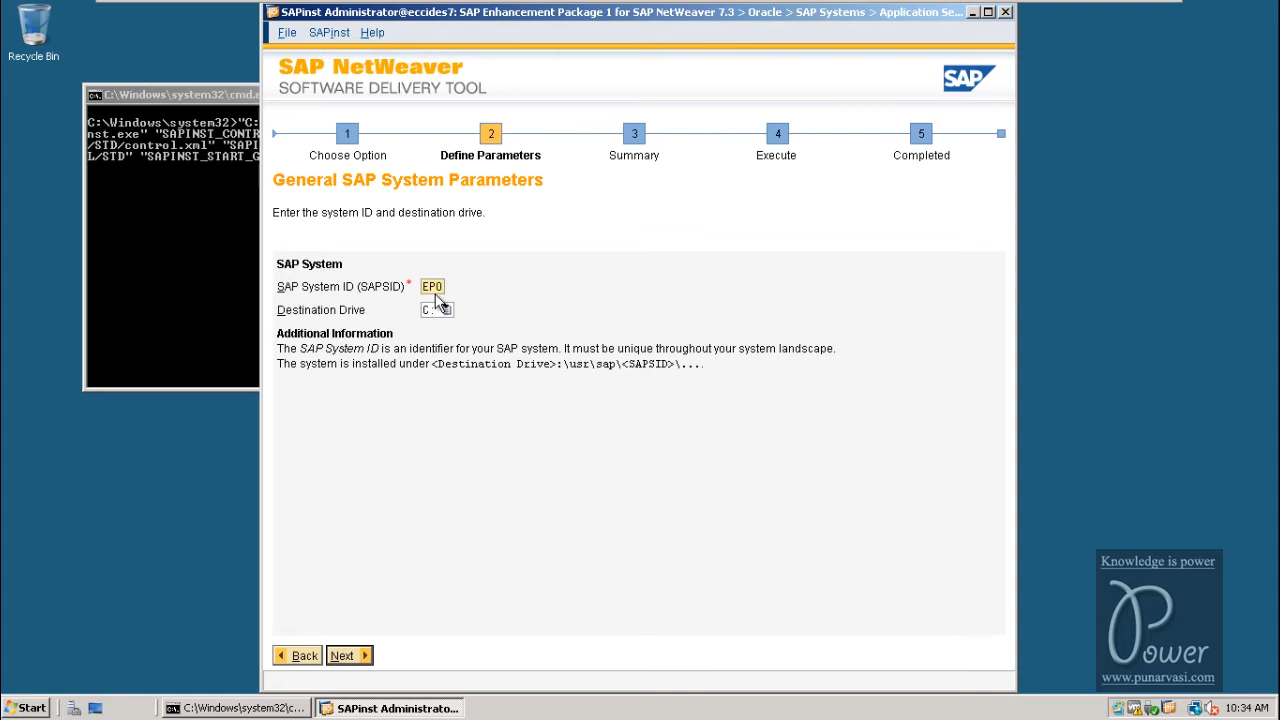 SAPinst Administrator@eccides7: SAP Enhancement Package 1 for SAP NetWeaver 7.3 > Oracle > SAP Systems > Application Se...
Recycle Bin
File SAPinst Help
SAP NetWeaver
SOFTWARE DELIVERY TOOL
SAP
C:\Windows\system32\cmd.e
C:\Windows\system32>"C:
nst.exe" "SAPINST_CONTR
/STD/control.xml" "SAPI
L/STD" "SAPINST_START_G
1 2 3 4 5
Choose Option Define Parameters Summary Execute Completed
General SAP System Parameters
Enter the system ID and destination drive.
SAP System
SAP System ID (SAPSID) * EP0
Destination Drive C:
Additional Information
The SAP System ID is an identifier for your SAP system. It must be unique throughout your system landscape.
The system is installed under <Destination Drive>:\usr\sap\<SAPSID>\....
Back Next
Knowledge is power
Power
www.punarvasi.com
Start C:\Windows\system32\c... SAPinst Administrato... 10:34 AM